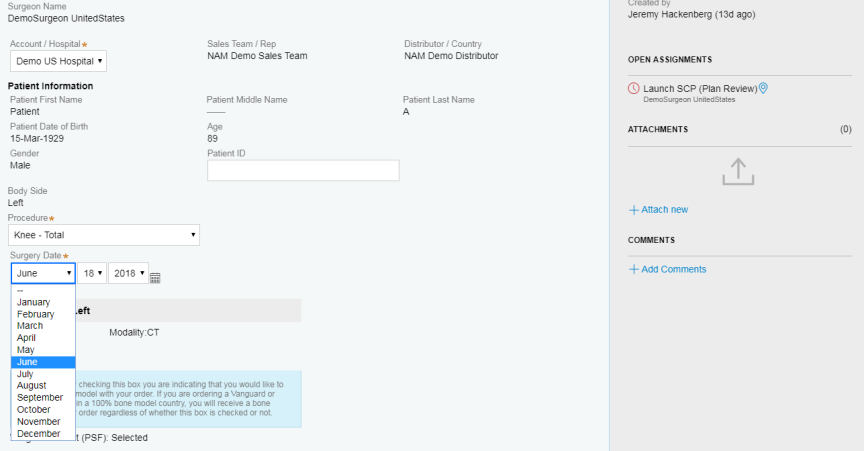 Surgeon Name
DemoSurgeon UnitedStates
Account / Hospital★
Sales Team / Rep
Distributor / Country
Demo US Hospital
NAM Demo Sales Team
NAM Demo Distributor
Patient Information
Patient First Name
Patient Middle Name
Patient Last Name
Patient
——
A
Patient Date of Birth
Age
15-Mar-1929
89
Gender
Patient ID
Male
Body Side
Left
Procedure★
Knee - Total
Surgery Date★
June
18
2018
--
January
February
March
April
May
June
July
August
September
October
November
December
Left
Modality:CT
checking this box you are indicating that you would like to
model with your order. If you are ordering a Vanguard or
in a 100% bone model country, you will receive a bone
order regardless of whether this box is checked or not.
(PSF): Selected
Created by
Jeremy Hackenberg (13d ago)
OPEN ASSIGNMENTS
Launch SCP (Plan Review)
DemoSurgeon UnitedStates
ATTACHMENTS
(0)
+ Attach new
COMMENTS
+ Add Comments